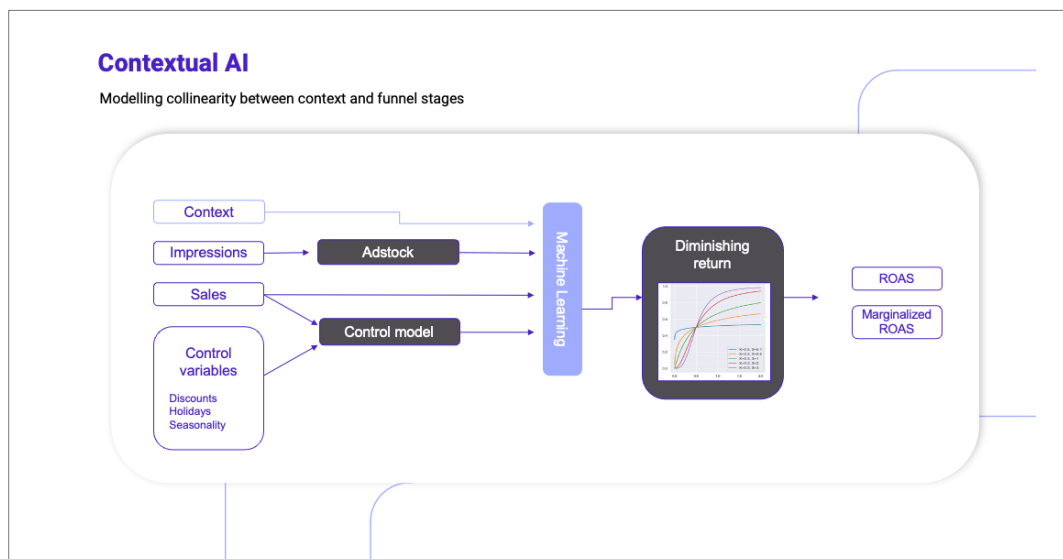 Contextual AI
Modelling collinearity between context and funnel stages
Context
Impressions
Adstock
Sales
Control model
Control
variables
Discounts
Holidays
Seasonality
Machine Learning
Diminishing
return
ROAS
Marginalized
ROAS